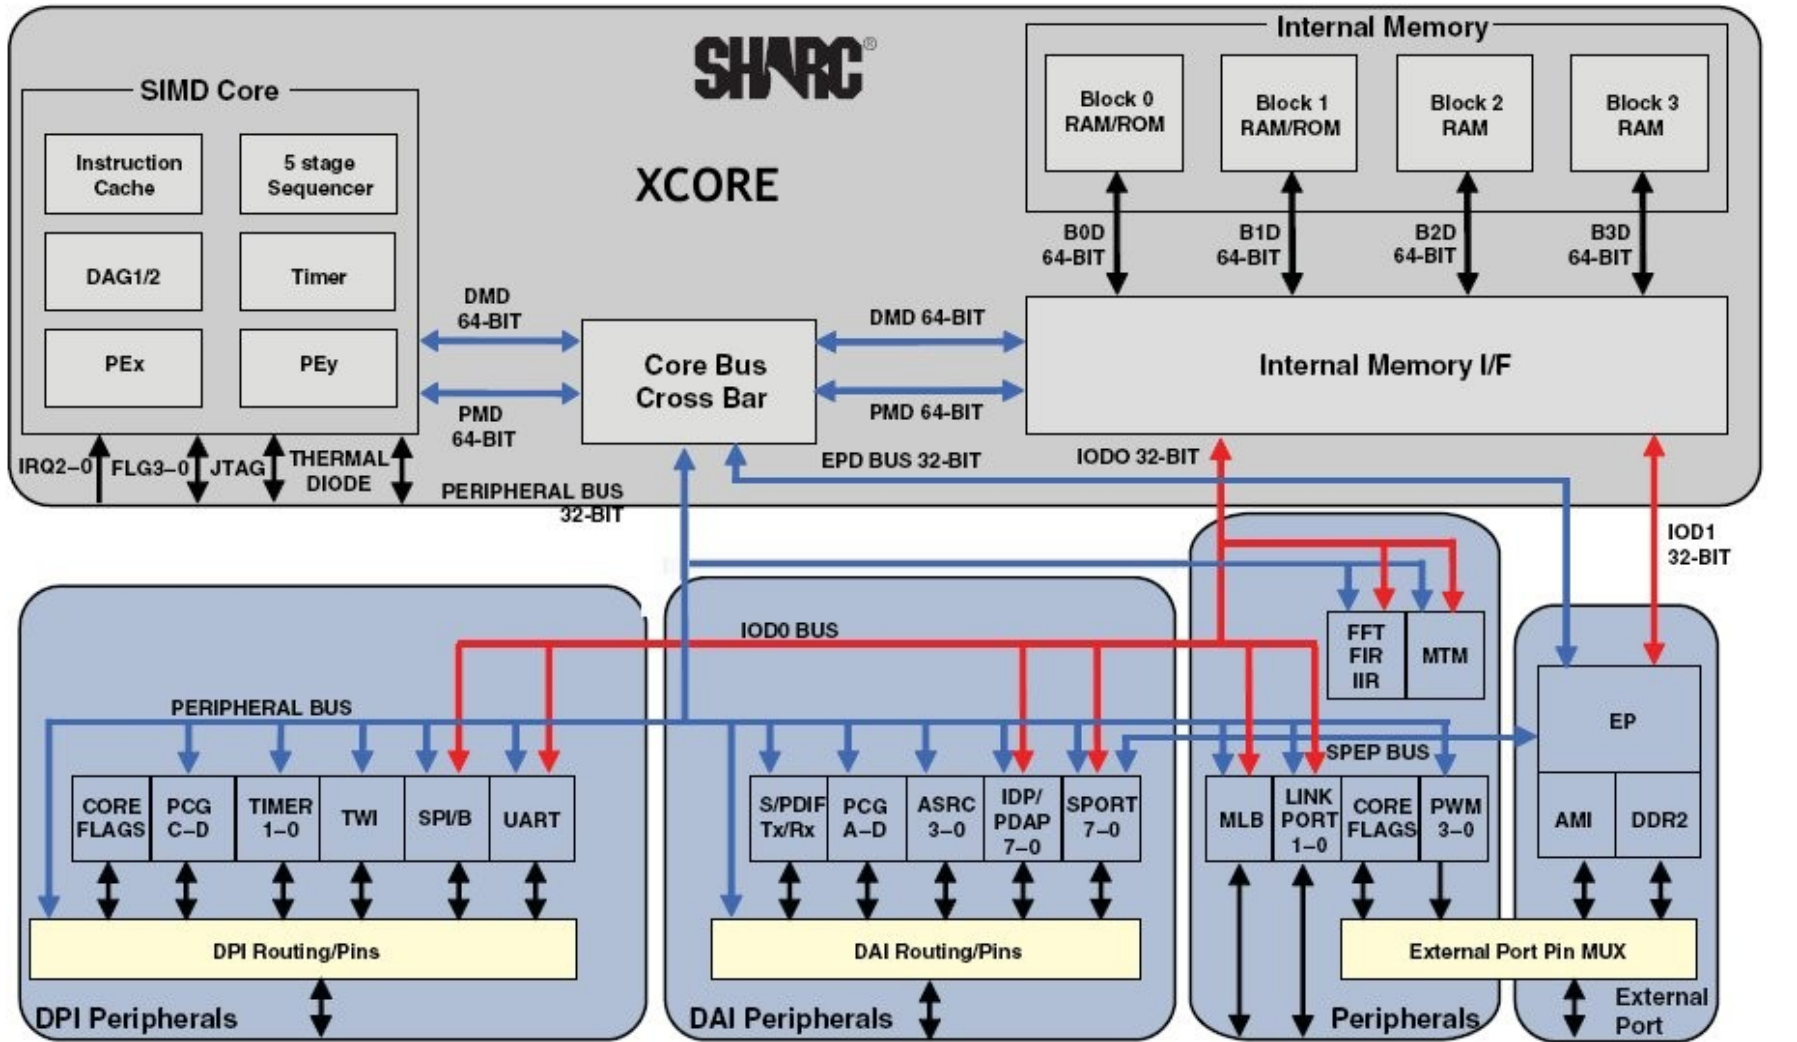 SHARC®
XCORE
SIMD Core
Instruction
Cache
5 stage
Sequencer
DAG1/2
Timer
PEx
PEy
IRQ2–0
FLG3–0
JTAG
THERMAL
DIODE
DMD
64-BIT
PMD
64-BIT
Core Bus
Cross Bar
DMD 64-BIT
PMD 64-BIT
Internal Memory
Block 0
RAM/ROM
Block 1
RAM/ROM
Block 2
RAM
Block 3
RAM
B0D
64-BIT
B1D
64-BIT
B2D
64-BIT
B3D
64-BIT
Internal Memory I/F
EPD BUS 32-BIT
IODO 32-BIT
PERIPHERAL BUS
32-BIT
IOD1
32-BIT
IOD0 BUS
PERIPHERAL BUS
CORE
FLAGS
PCG
C–D
TIMER
1–0
TWI
SPI/B
UART
DPI Routing/Pins
DPI Peripherals
S/PDIF
Tx/Rx
PCG
A–D
ASRC
3–0
IDP/
PDAP
7–0
SPORT
7–0
DAI Routing/Pins
DAI Peripherals
FFT
FIR
IIR
MTM
SPEP BUS
MLB
LINK
PORT
1–0
CORE
FLAGS
PWM
3–0
Peripherals
EP
AMI
DDR2
External Port Pin MUX
External
Port